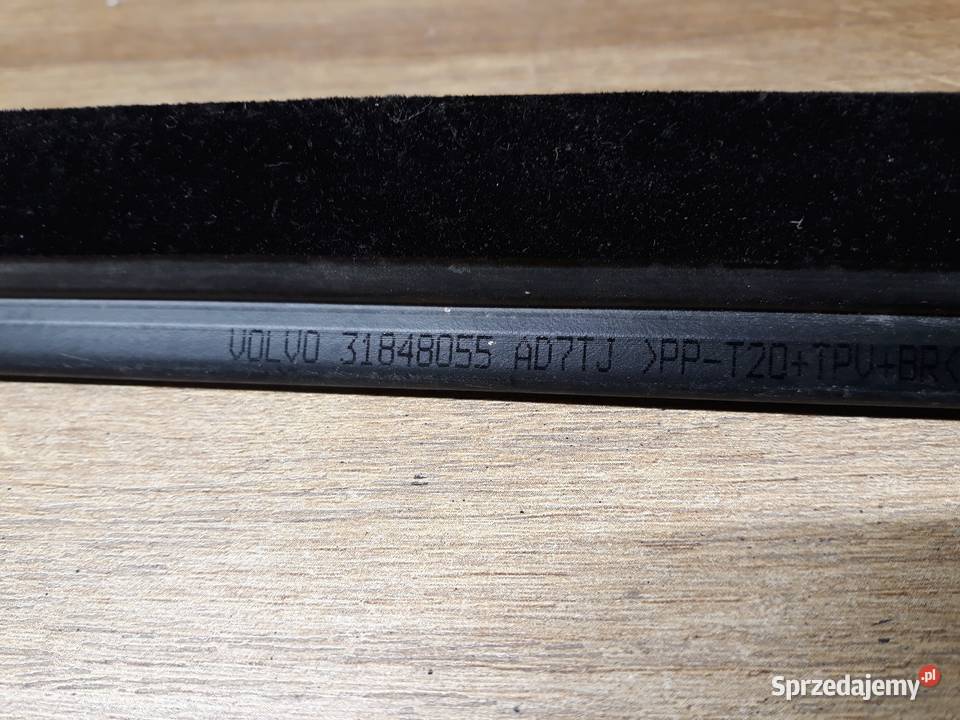 VOLVO 31848055 AD7TJ >PP-T20+TPV+BR<
Sprzedajemy.pl